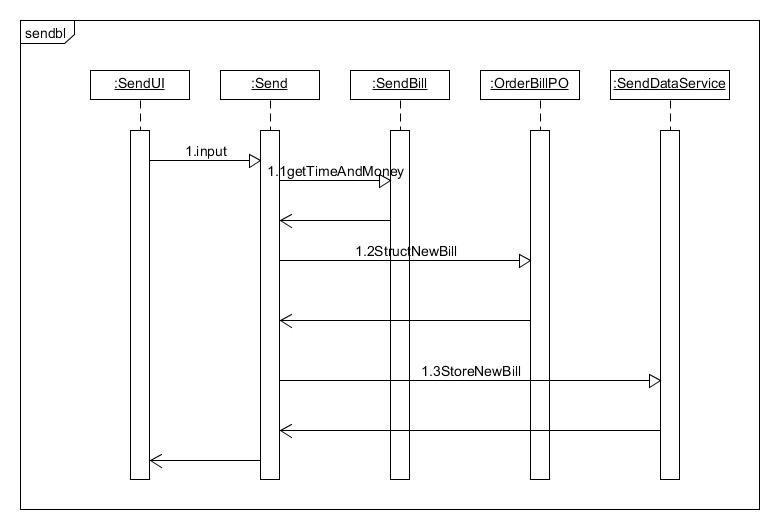 sendbl
:SendUI
:Send
:SendBill
:OrderBillPO
:SendDataService
1.input
1.1getTimeAndMoney
1.2StructNewBill
1.3StoreNewBill